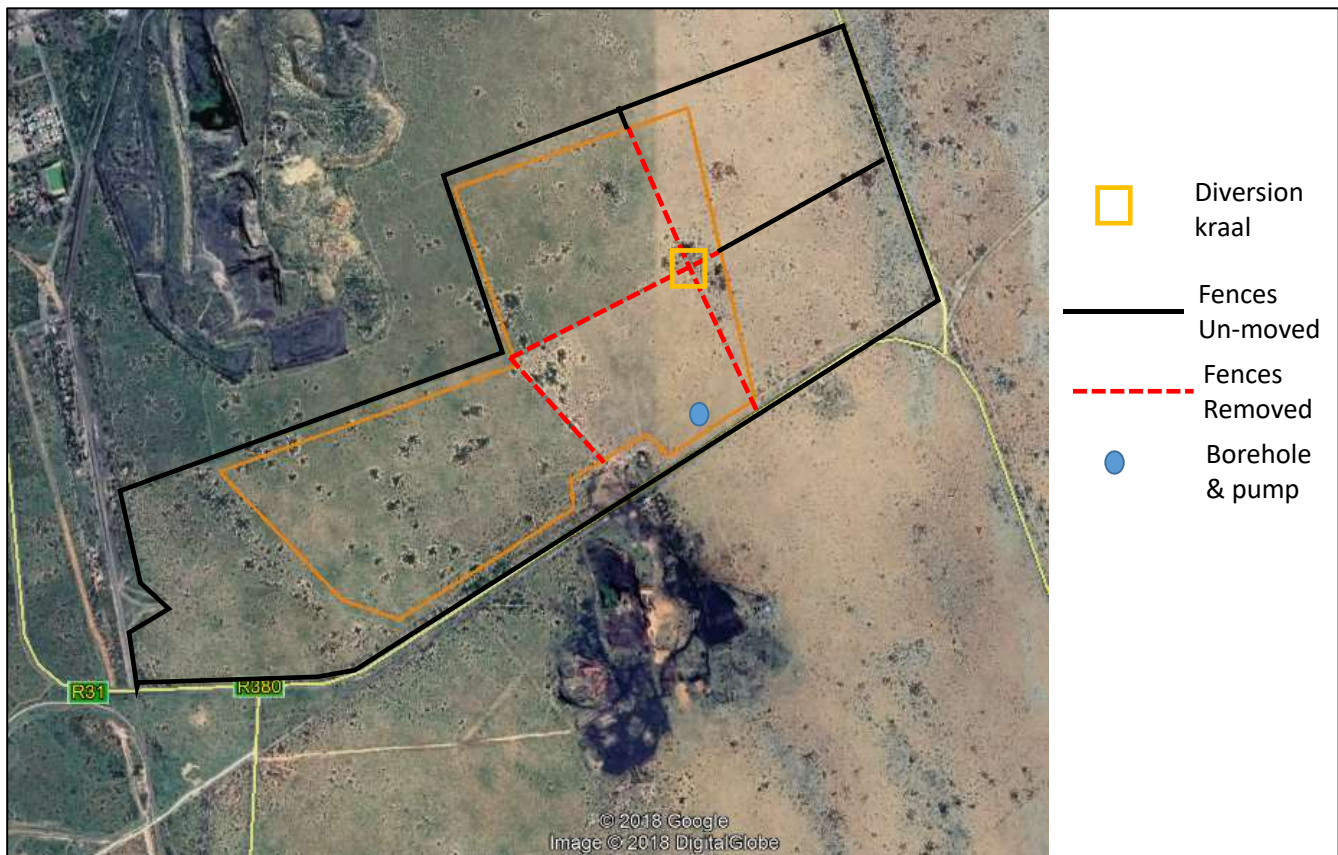 Diversion
kraal
Fences
Un-moved
Fences
Removed
Borehole
& pump
R31
R380
© 2018 Google
Image © 2018 DigitalGlobe